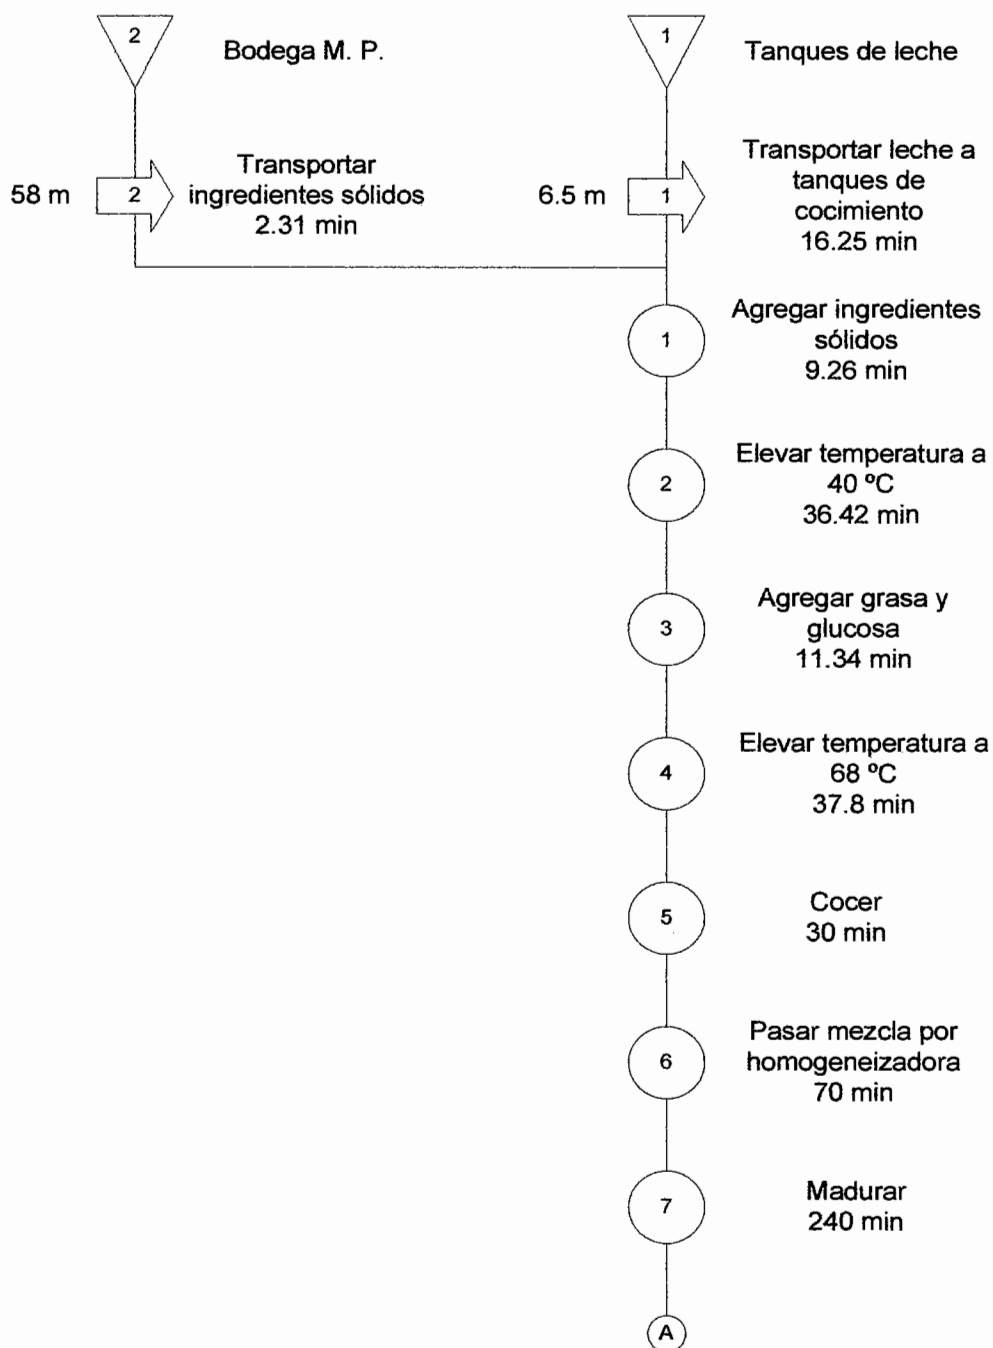 2
Bodega M. P.
1
Tanques de leche
58 m
2
Transportar
ingredientes sólidos
2.31 min
6.5 m
1
Transportar leche a
tanques de
cocimiento
16.25 min
1
Agregar ingredientes
sólidos
9.26 min
2
Elevar temperatura a
40 ºC
36.42 min
3
Agregar grasa y
glucosa
11.34 min
4
Elevar temperatura a
68 ºC
37.8 min
5
Cocer
30 min
6
Pasar mezcla por
homogeneizadora
70 min
7
Madurar
240 min
A